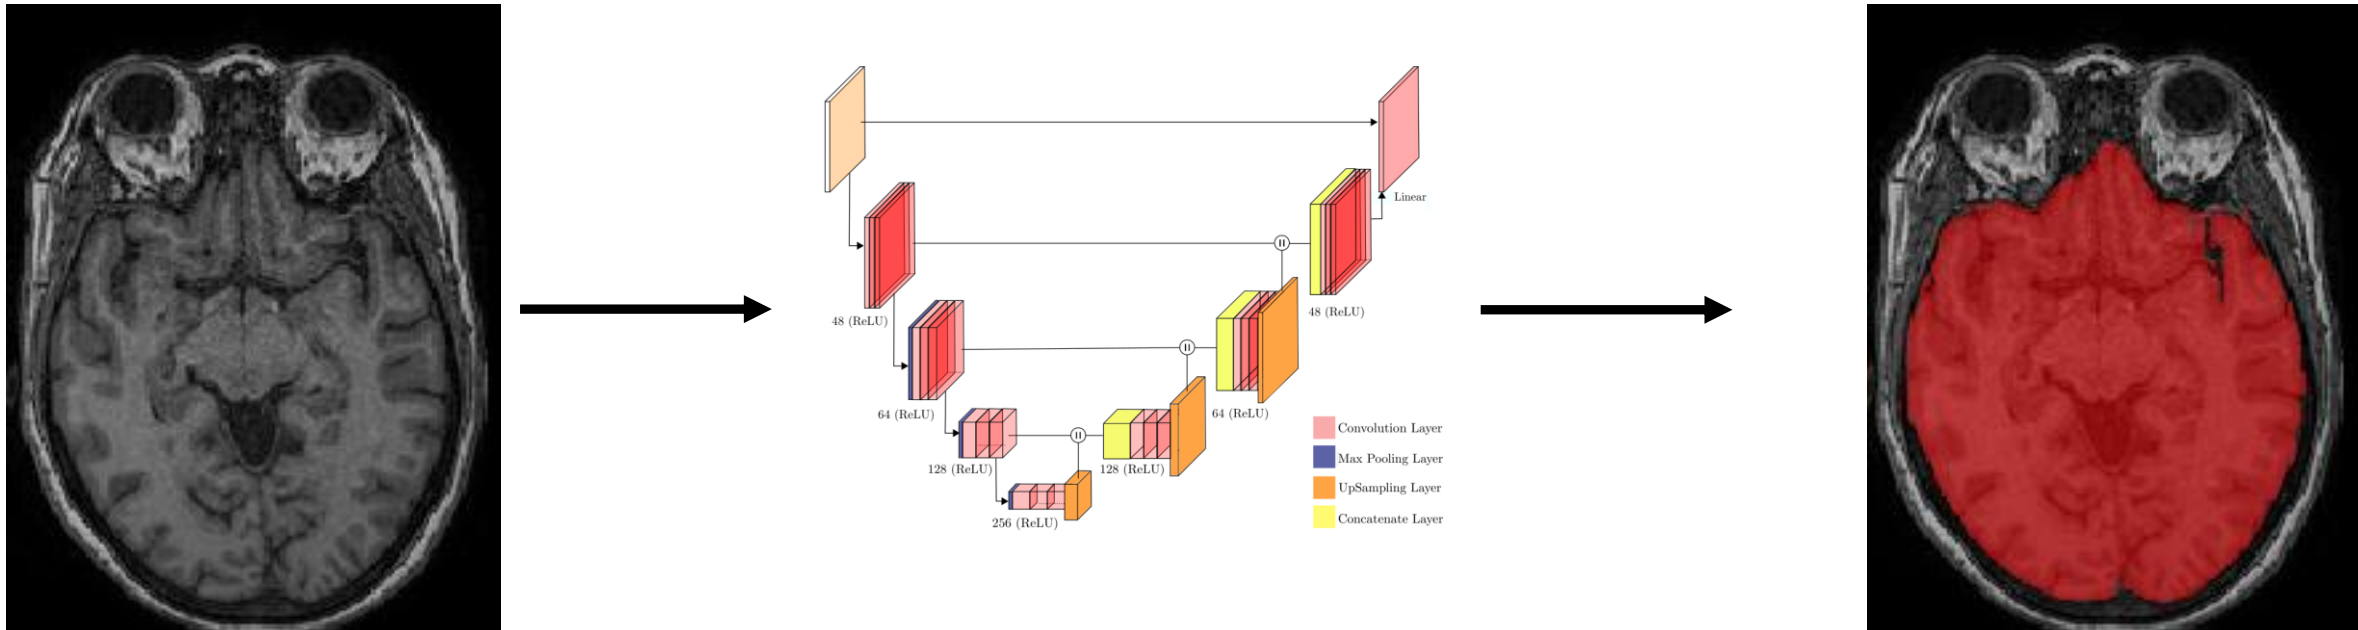 Linear
48 (ReLU)
48 (ReLU)
64 (ReLU)
64 (ReLU)
128 (ReLU)
128 (ReLU)
256 (ReLU)
Convolution Layer
Max Pooling Layer
UpSampling Layer
Concatenate Layer